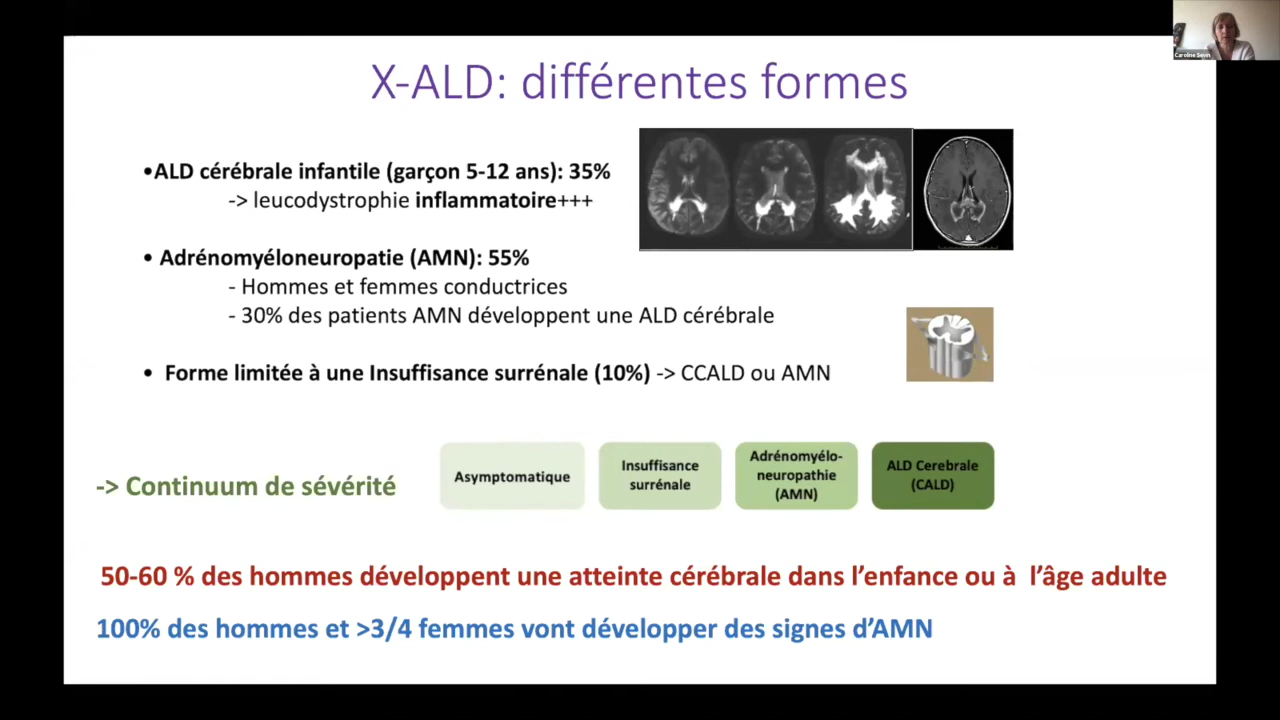 X-ALD: différentes formes
•ALD cérébrale infantile (garçon 5-12 ans): 35%
-> leucodystrophie inflammatoire+++
• Adrénomyéloneuropatie (AMN): 55%
- Hommes et femmes conductrices
- 30% des patients AMN développent une ALD cérébrale
• Forme limitée à une Insuffisance surrénale (10%) -> CCALD ou AMN
-> Continuum de sévérité
Asymptomatique
Insuffisance
surrénale
Adrénomyélo-
neuropathie
(AMN)
ALD Cerebrale
(CALD)
50-60 % des hommes développent une atteinte cérébrale dans l’enfance ou à l’âge adulte
100% des hommes et >3/4 femmes vont développer des signes d’AMN
Caroline Sevin